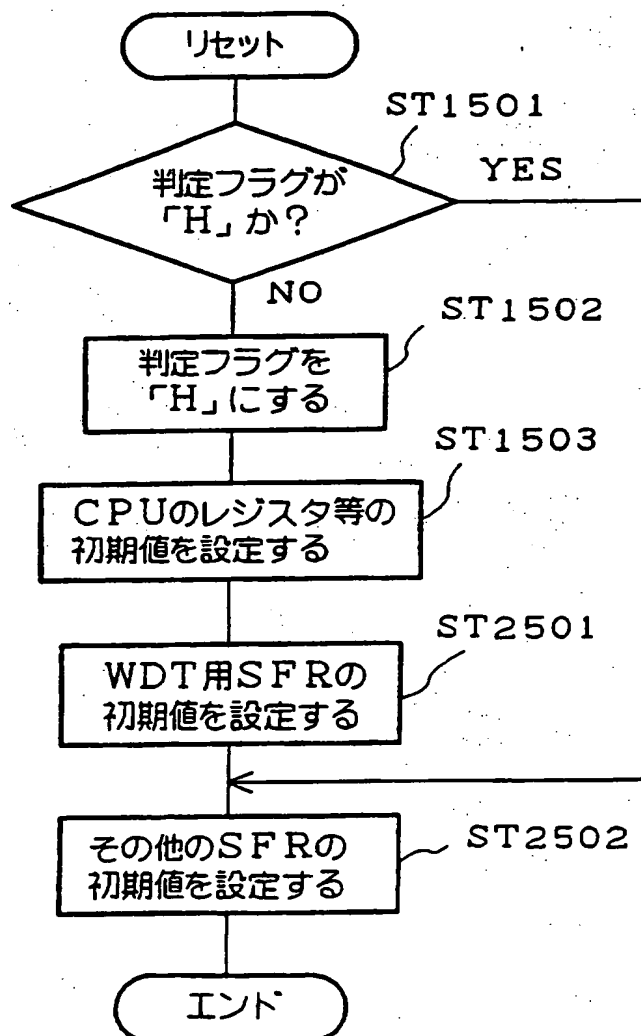 リセット
ST1501
判定フラグが
「H」か?
YES
NO
ST1502
判定フラグを
「H」にする
ST1503
CPUのレジスタ等の
初期値を設定する
ST2501
WDT用SFRの
初期値を設定する
ST2502
その他のSFRの
初期値を設定する
エンド